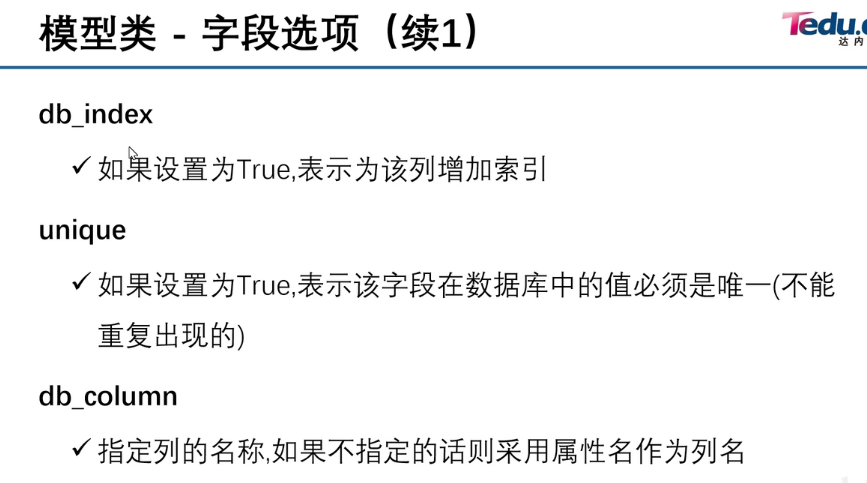 模型类 - 字段选项（续1）
Tedu.
达内
db_index
✓ 如果设置为True,表示为该列增加索引
unique
✓ 如果设置为True,表示该字段在数据库中的值必须是唯一(不能
重复出现的)
db_column
✓ 指定列的名称,如果不指定的话则采用属性名作为列名